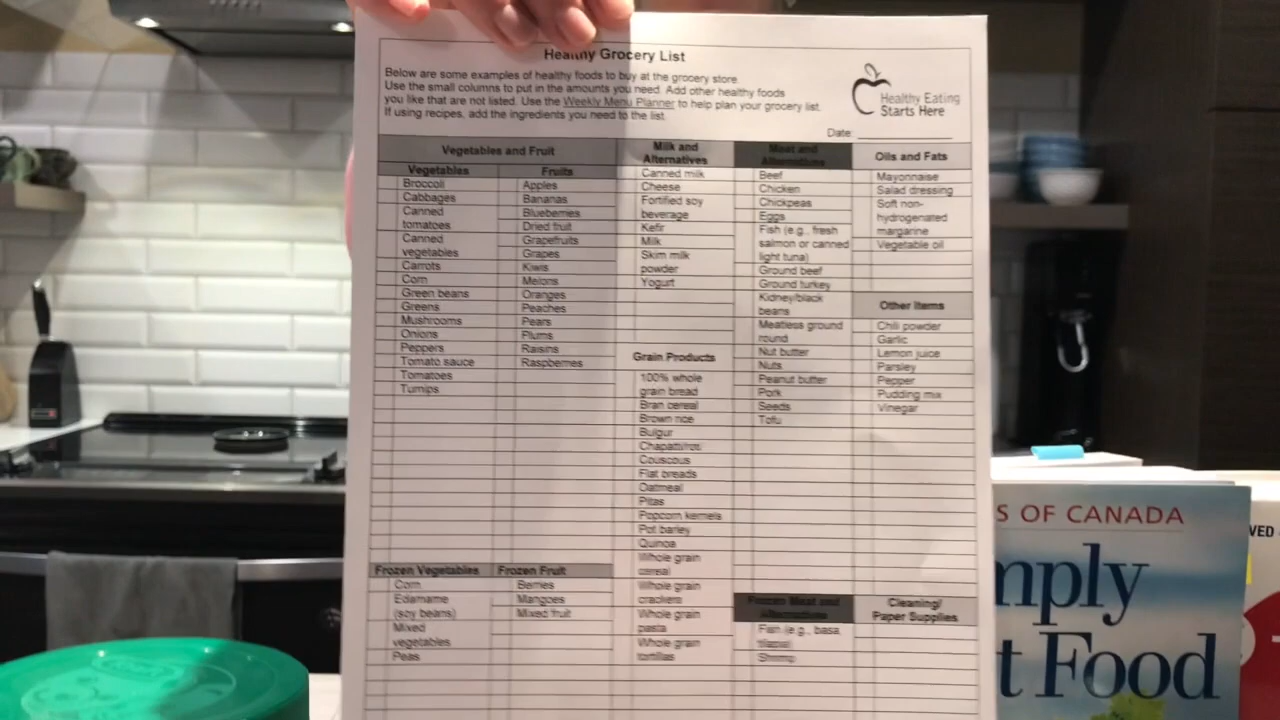 Healthy Grocery List
Below are some examples of healthy foods to buy at the grocery store.
Use the small columns to put in the amounts you need. Add other healthy foods
you like that are not listed. Use the Weekly Menu Planner to help plan your grocery list.
If using recipes, add the ingredients you need to the list.
Healthy Eating
Starts Here
Date:
Vegetables and Fruit
Vegetables
Broccoli
Cabbages
Canned
tomatoes
Canned
vegetables
Carrots
Corn
Green beans
Greens
Mushrooms
Onions
Peppers
Tomato sauce
Tomatoes
Turnips
Fruits
Apples
Bananas
Blueberries
Dried fruit
Grapefruits
Grapes
Kiwis
Melons
Oranges
Peaches
Pears
Plums
Raisins
Raspberries
Frozen Vegetables
Corn
Edamame
(soy beans)
Mixed
vegetables
Peas
Frozen Fruit
Berries
Mangoes
Mixed fruit
Milk and
Alternatives
Canned milk
Cheese
Fortified soy
beverage
Kefir
Milk
Skim milk
powder
Yogurt
Grain Products
100% whole
grain bread
Bran cereal
Brown rice
Bulgur
Chapatti/roti
Couscous
Flat breads
Oatmeal
Pitas
Popcorn kernels
Pot barley
Quinoa
Whole grain
cereal
Whole grain
crackers
Whole grain
pasta
Whole grain
tortillas
Meat and
Alternatives
Beef
Chicken
Chickpeas
Eggs
Fish (e.g., fresh
salmon or canned
light tuna)
Ground beef
Ground turkey
Kidney/black
beans
Meatless ground
round
Nut butter
Nuts
Peanut butter
Pork
Seeds
Tofu
Frozen Meat and
Alternatives
Fish (e.g., basa,
tilapia)
Shrimp
Oils and Fats
Mayonnaise
Salad dressing
Soft non-
hydrogenated
margarine
Vegetable oil
Other Items
Chili powder
Garlic
Lemon juice
Parsley
Pepper
Pudding mix
Vinegar
Cleaning/
Paper Supplies
S OF CANADA
mply
t Food
VED